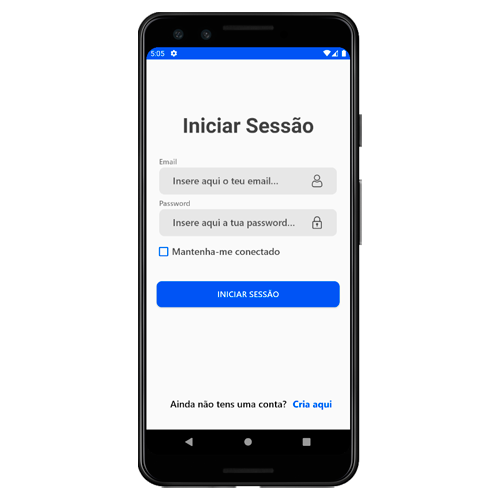 5:05
Iniciar Sessão
Email
Insere aqui o teu email...
Password
Insere aqui a tua password...
Mantenha-me conectado
INICIAR SESSÃO
Ainda não tens uma conta? Cria aqui